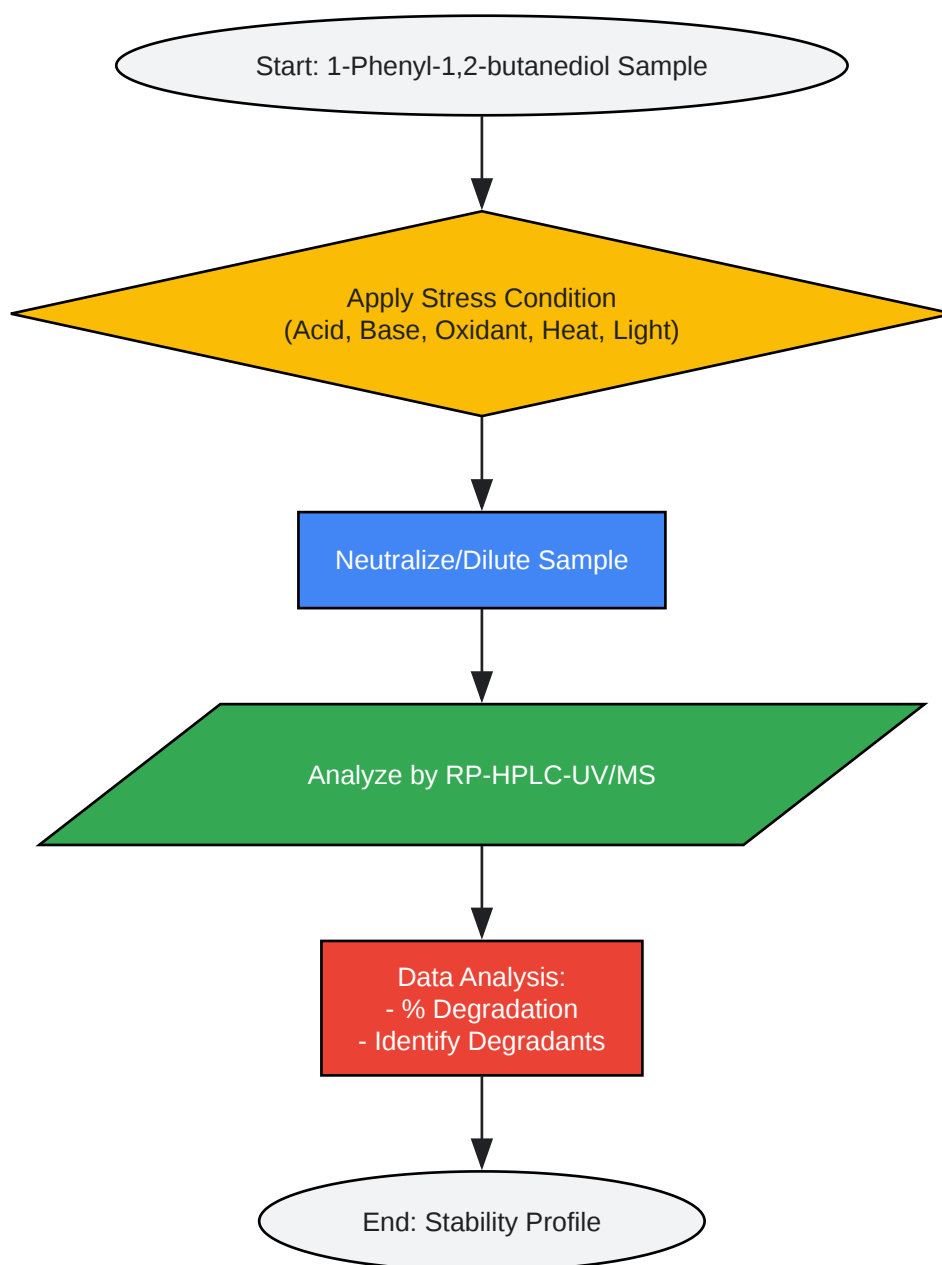 Start: 1-Phenyl-1,2-butanediol Sample
Apply Stress Condition
(Acid, Base, Oxidant, Heat, Light)
Neutralize/Dilute Sample
Analyze by RP-HPLC-UV/MS
Data Analysis:
- % Degradation
- Identify Degradants
End: Stability Profile